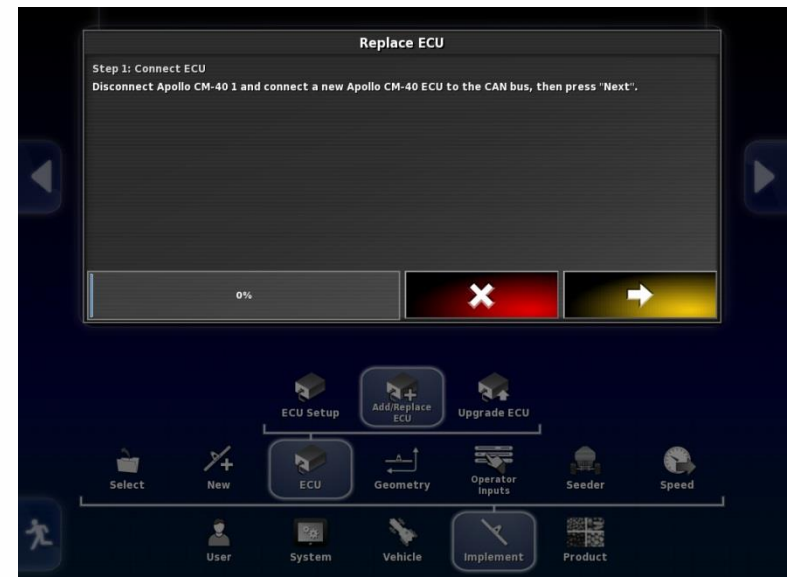 Replace ECU
Step 1: Connect ECU
Disconnect Apollo CM-40 1 and connect a new Apollo CM-40 ECU to the CAN bus, then press "Next".
0%
ECU Setup
Add/Replace
ECU
Upgrade ECU
Select
New
ECU
Geometry
Operator
Inputs
Seeder
Speed
User
System
Vehicle
Implement
Product